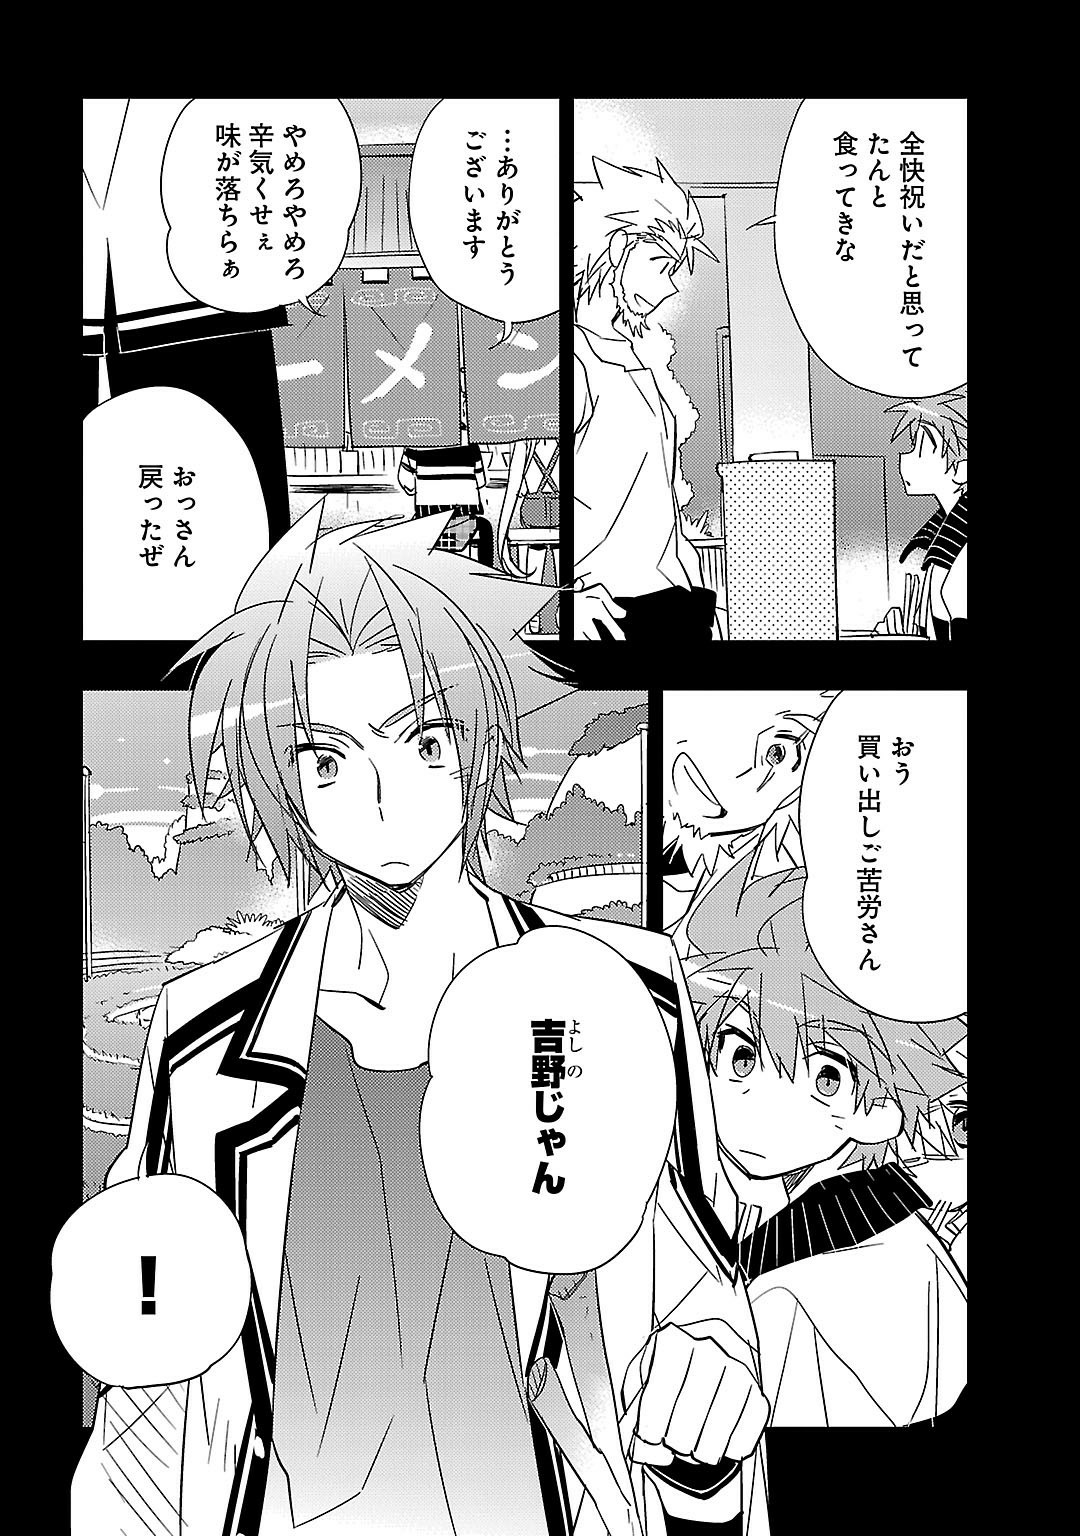 全快祝いだと思って
たんと
食ってきな
…ありがとう
ございます
やめろやめろ
辛気くせぇ
味が落ちらぁ
ーメン
おっさん
戻ったぜ
おう
買い出しご苦労さん
吉野じゃん
よしの
！